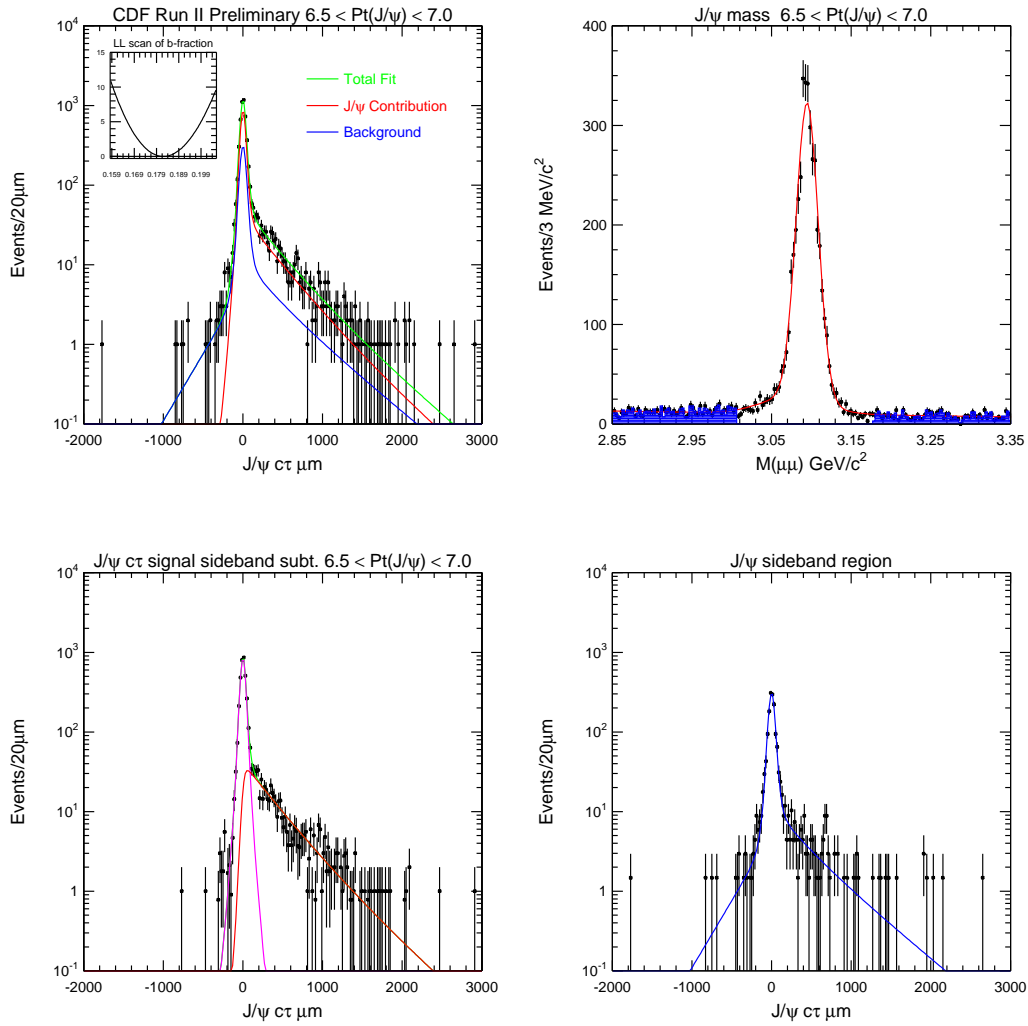 CDF Run II Preliminary 6.5 < Pt(J/ψ) < 7.0
LL scan of b-fraction
15
10
5
0
0.159 0.169 0.179 0.189 0.199
Total Fit
J/ψ Contribution
Background
Events/20μm
10^4
10^3
10^2
10
1
10^-1
-2000 -1000 0 1000 2000 3000
J/ψ cτ μm
J/ψ mass 6.5 < Pt(J/ψ) < 7.0
Events/3 MeV/c^2
350
300
250
200
150
100
50
0
2.85 2.95 3.05 3.15 3.25 3.35
M(μμ) GeV/c^2
J/ψ cτ signal sideband subt. 6.5 < Pt(J/ψ) < 7.0
Events/20μm
10^4
10^3
10^2
10
1
10^-1
-2000 -1000 0 1000 2000 3000
J/ψ cτ μm
J/ψ sideband region
Events/20μm
10^4
10^3
10^2
10
1
10^-1
-2000 -1000 0 1000 2000 3000
J/ψ cτ μm